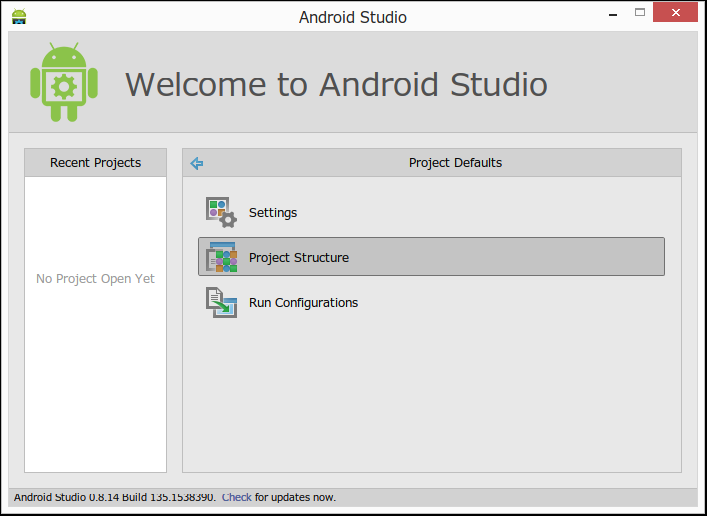 Android Studio
Welcome to Android Studio
Recent Projects
No Project Open Yet
Project Defaults
Settings
Project Structure
Run Configurations
Android Studio 0.8.14 Build 135.1538390. Check for updates now.